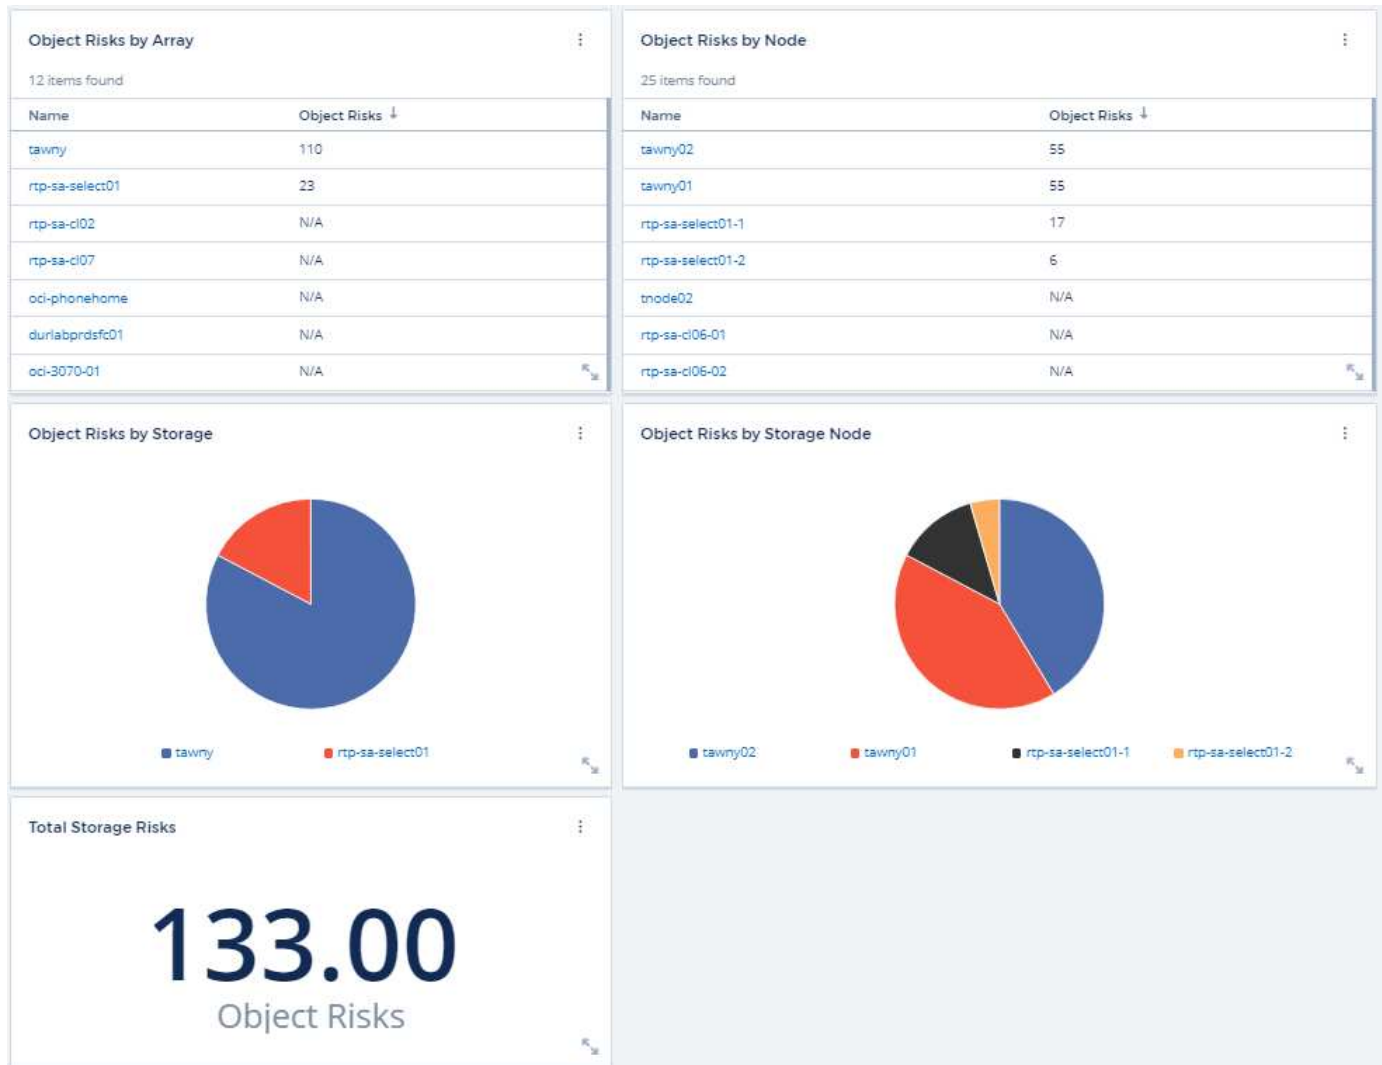 Object Risks by Array
12 items found
Name Object Risks ↓
tawny 110
rtp-sa-select01 23
rtp-sa-cl02 N/A
rtp-sa-cl07 N/A
oci-phonehome N/A
durlabprdsfc01 N/A
oci-3070-01 N/A
Object Risks by Node
25 items found
Name Object Risks ↓
tawny02 55
tawny01 55
rtp-sa-select01-1 17
rtp-sa-select01-2 6
tnode02 N/A
rtp-sa-cl06-01 N/A
rtp-sa-cl06-02 N/A
Object Risks by Storage
tawny rtp-sa-select01
Object Risks by Storage Node
tawny02 tawny01 rtp-sa-select01-1 rtp-sa-select01-2
Total Storage Risks
133.00
Object Risks